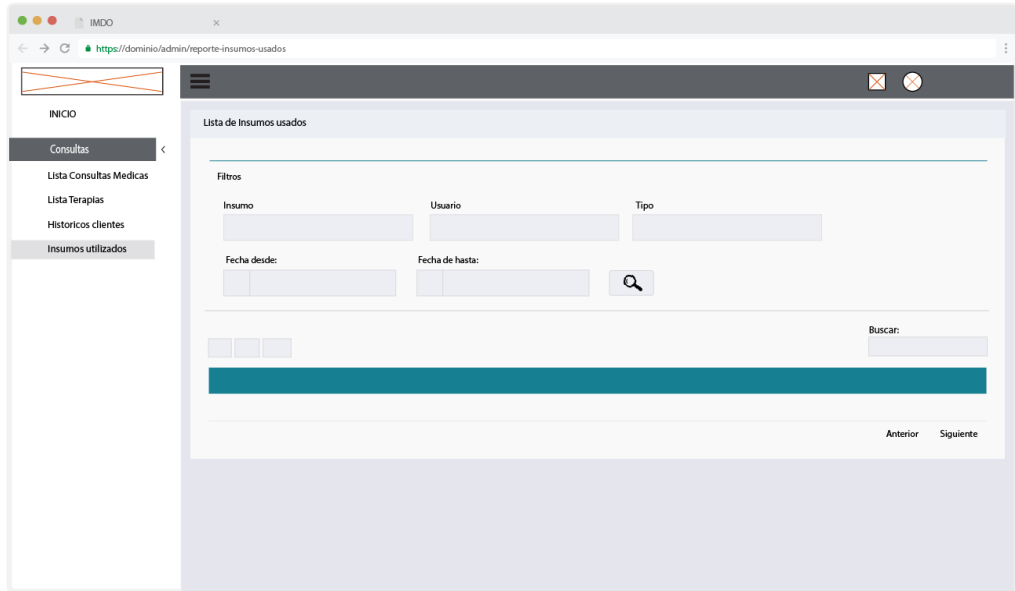 IMDO
https://dominio/admin/reporte-insumos-usados
INICIO
Consultas
Lista Consultas Medicas
Lista Terapias
Historicos clientes
Insumos utilizados
Lista de Insumos usados
Filtros
Insumo Usuario Tipo
Fecha desde: Fecha de hasta:
Buscar:
Anterior Siguiente